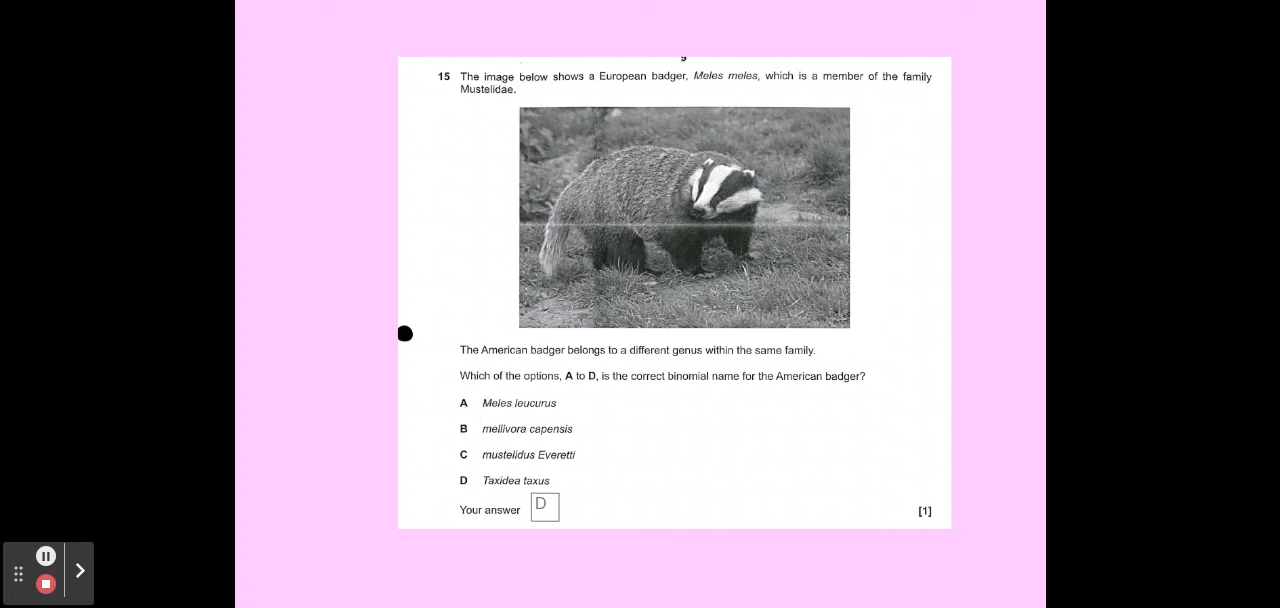 15 The image below shows a European badger, Meles meles, which is a member of the family
Mustelidae.
The American badger belongs to a different genus within the same family.
Which of the options, A to D, is the correct binomial name for the American badger?
A Meles leucurus
B mellivora capensis
C mustelidus Everetti
D Taxidea taxus
Your answer D [1]